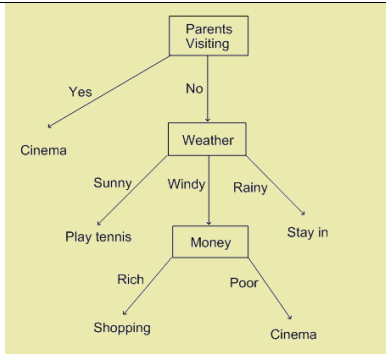 Parents
Visiting
Yes
No
Cinema
Weather
Sunny
Windy
Rainy
Play tennis
Money
Stay in
Rich
Poor
Shopping
Cinema